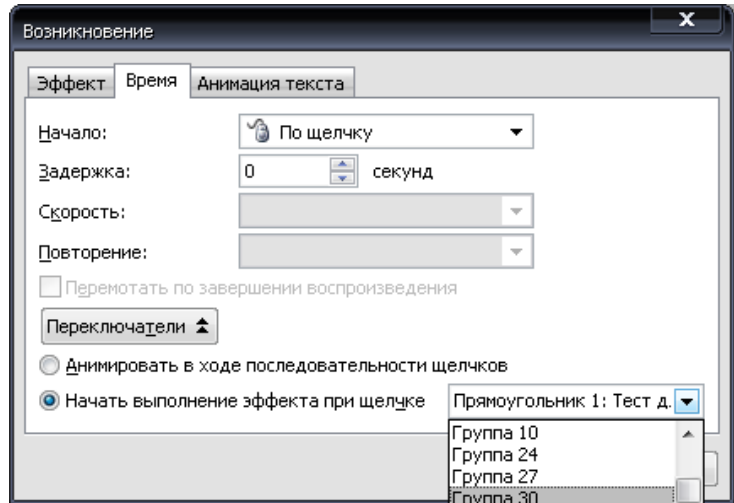 Возникновение
Эффект Время Анимация текста
Начало: По щелчку
Задержка: 0 секунд
Скорость:
Повторение:
Перемотать по завершении воспроизведения
Переключатели
Анимировать в ходе последовательности щелчков
Начать выполнение эффекта при щелчке Прямоугольник 1: Тест д.
Группа 10
Группа 24
Группа 27
Группа 30